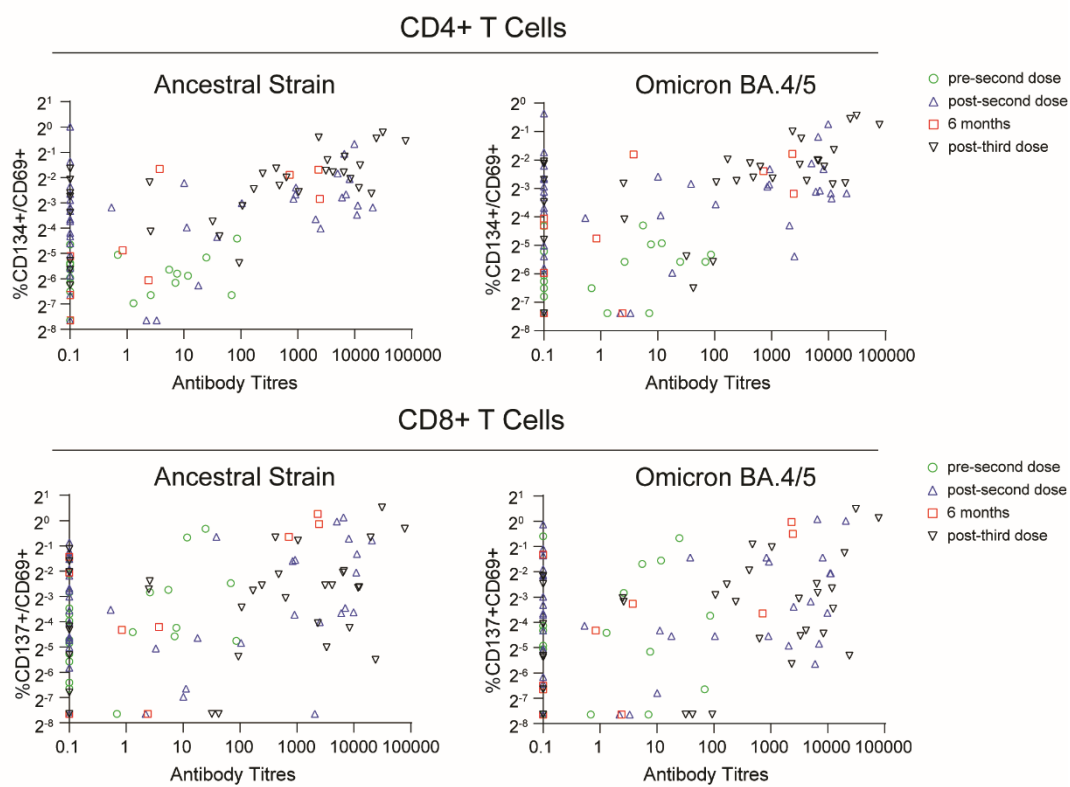 CD4+ T Cells
Ancestral Strain
Omicron BA.4/5
%CD134+/CD69+
2^1
2^0
2^-1
2^-2
2^-3
2^-4
2^-5
2^-6
2^-7
2^-8
0.1 1 10 100 1000 10000 100000
Antibody Titres
%CD134+/CD69+
2^0
2^-1
2^-2
2^-3
2^-4
2^-5
2^-6
2^-7
2^-8
0.1 1 10 100 1000 10000 100000
Antibody Titres
pre-second dose
post-second dose
6 months
post-third dose
CD8+ T Cells
Ancestral Strain
Omicron BA.4/5
%CD137+/CD69+
2^1
2^0
2^-1
2^-2
2^-3
2^-4
2^-5
2^-6
2^-7
2^-8
0.1 1 10 100 1000 10000 100000
Antibody Titres
%CD137+CD69+
2^1
2^0
2^-1
2^-2
2^-3
2^-4
2^-5
2^-6
2^-7
2^-8
0.1 1 10 100 1000 10000 100000
Antibody Titres
pre-second dose
post-second dose
6 months
post-third dose